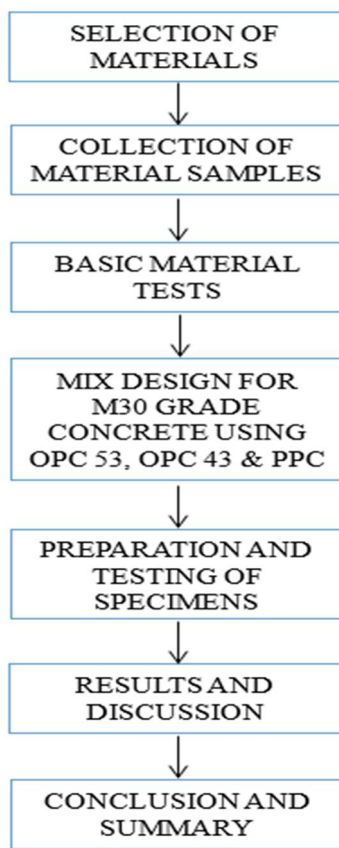 SELECTION OF
MATERIALS
COLLECTION OF
MATERIAL SAMPLES
BASIC MATERIAL
TESTS
MIX DESIGN FOR
M30 GRADE
CONCRETE USING
OPC 53, OPC 43 & PPC
PREPARATION AND
TESTING OF
SPECIMENS
RESULTS AND
DISCUSSION
CONCLUSION AND
SUMMARY